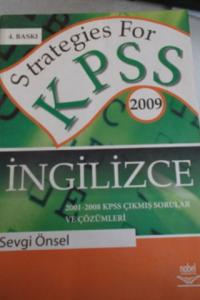 4. BASKI
Strategies For
KPSS
2009
İNGİLİZCE
2001-2008 KPSS ÇIKMIŞ SORULAR
VE ÇÖZÜMLERİ
Sevgi Önsel
nobel